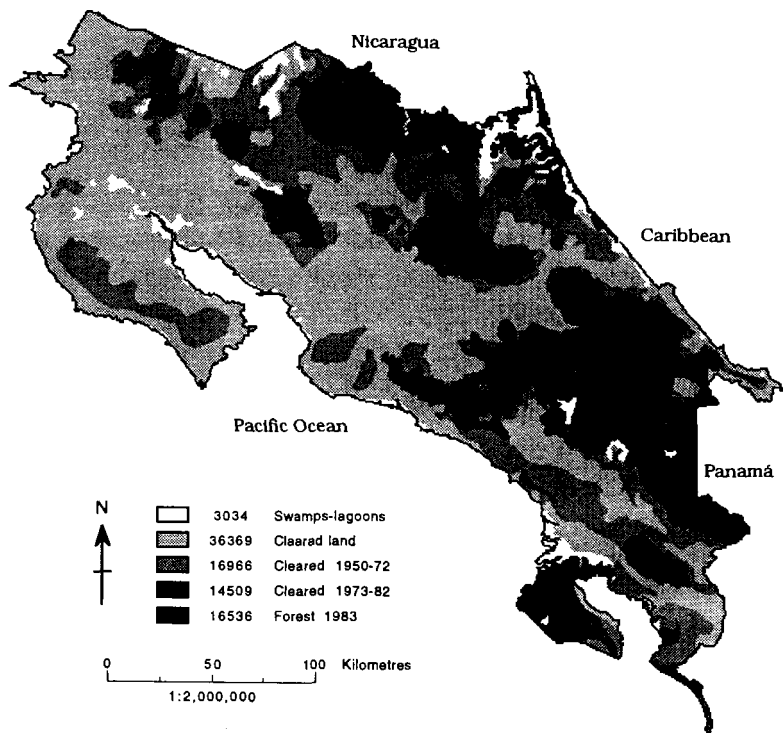 Nicaragua
Caribbean
Pacific Ocean
Panamá
N
3034 Swamps-lagoons
36369 Clearad land
16966 Cleared 1950-72
14509 Cleared 1973-82
16536 Forest 1983
0 50 100 Kilometres
1:2,000,000